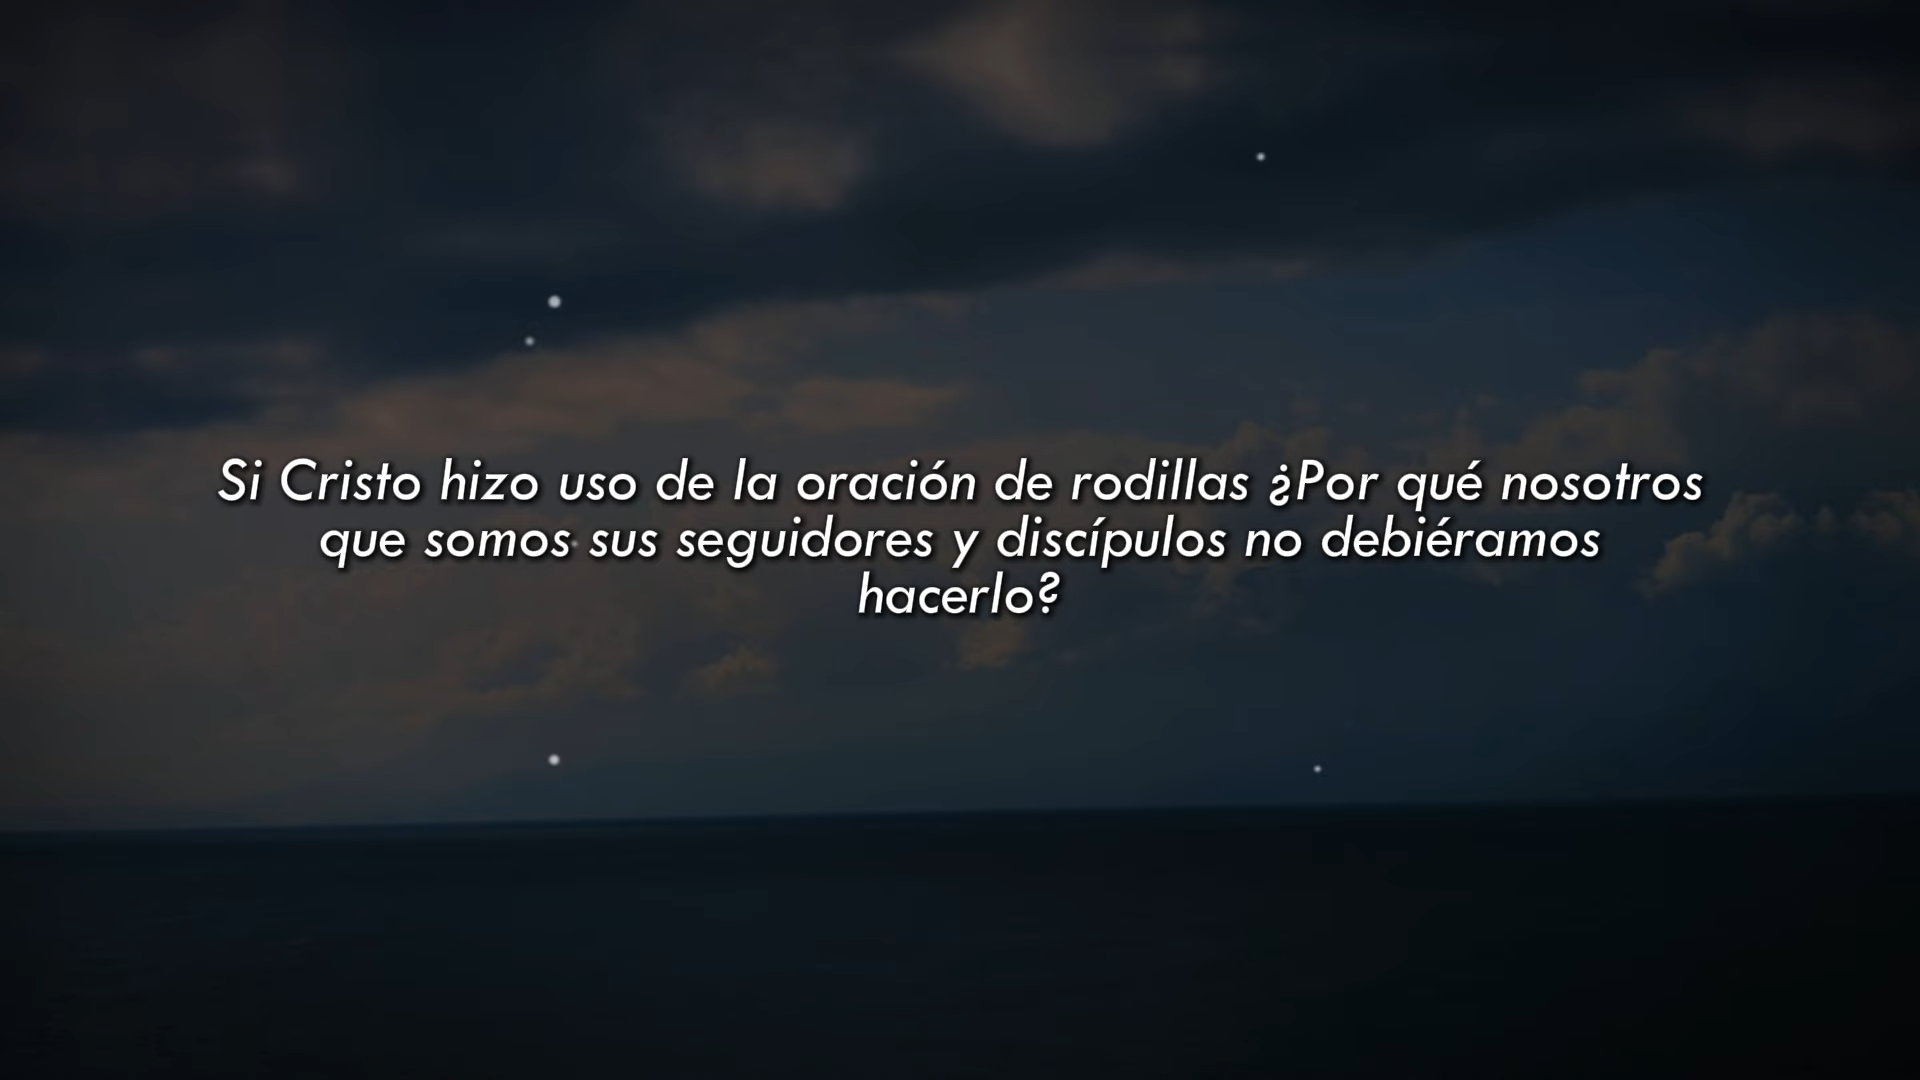 Si Cristo hizo uso de la oración de rodillas ¿Por qué nosotros
que somos sus seguidores y discípulos no debiéramos
hacerlo?